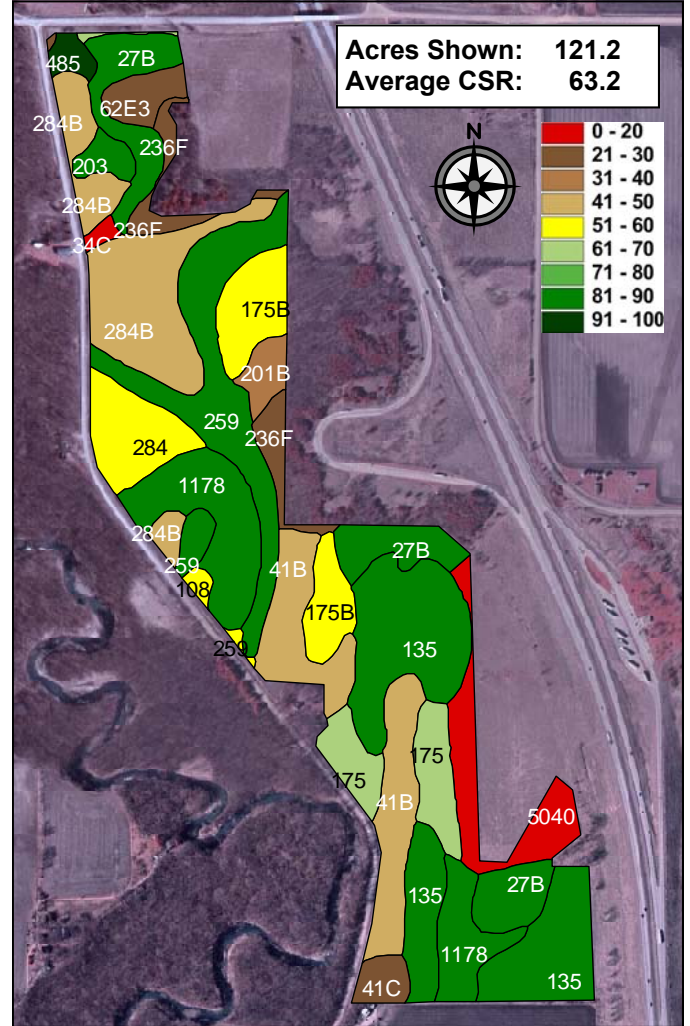 Acres Shown: 121.2
Average CSR: 63.2
N
0 - 20
21 - 30
31 - 40
41 - 50
51 - 60
61 - 70
71 - 80
81 - 90
91 - 100
485
27B
62E3
284B
236F
203
284B
236F
34C
175B
284B
201B
259
236F
284
1178
284B
27B
41B
259
108
175B
259
135
175
175
41B
5040
27B
135
1178
135
41C